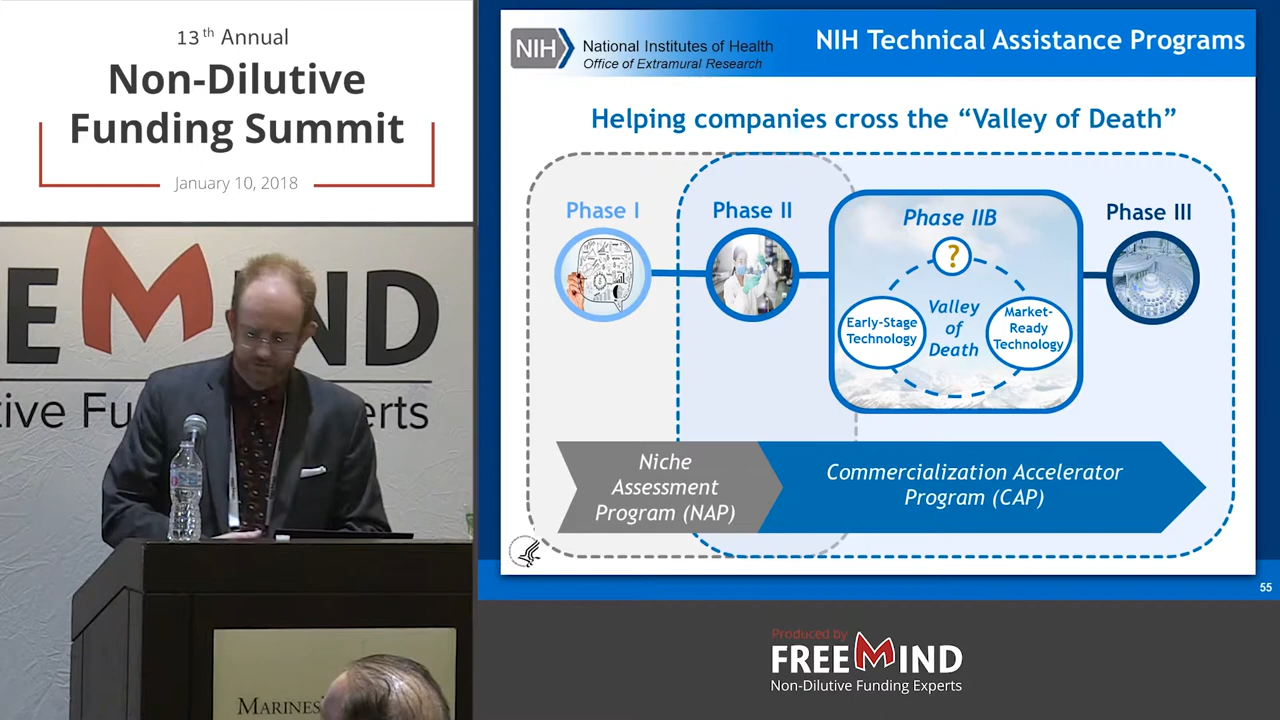 13th Annual
Non-Dilutive
Funding Summit
January 10, 2018
E M ND
tive Fu erts
MARINES'
NIH
National Institutes of Health
Office of Extramural Research
NIH Technical Assistance Programs
Helping companies cross the “Valley of Death”
Phase I
Phase II
Phase IIB
Phase III
?
Early-Stage
Technology
Valley
of
Death
Market-
Ready
Technology
Niche
Assessment
Program (NAP)
Commercialization Accelerator
Program (CAP)
55
Produced by
FREEMIND
Non-Dilutive Funding Experts